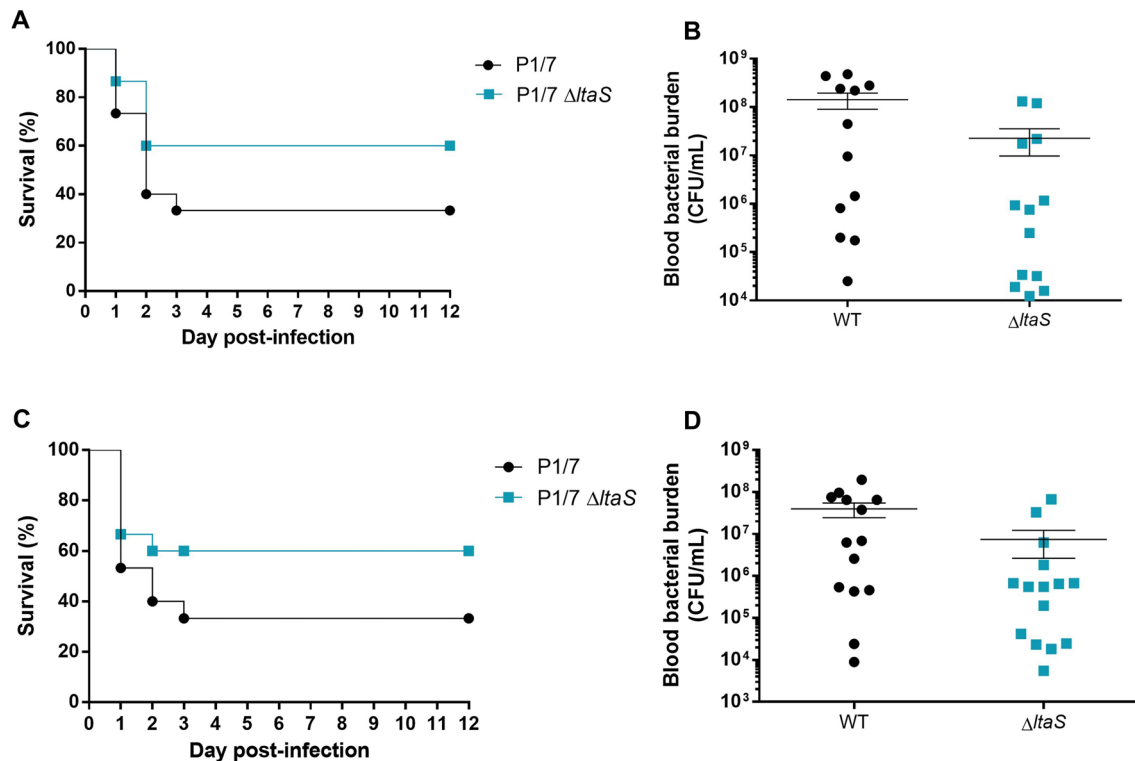 A
100
80
60
40
20
0
Survival (%)
0 1 2 3 4 5 6 7 8 9 10 11 12
Day post-infection
P1/7
P1/7 ΔltaS
B
10⁹
10⁸
10⁷
10⁶
10⁵
10⁴
Blood bacterial burden
(CFU/mL)
WT
ΔltaS
C
100
80
60
40
20
0
Survival (%)
0 1 2 3 4 5 6 7 8 9 10 11 12
Day post-infection
P1/7
P1/7 ΔltaS
D
10⁹
10⁸
10⁷
10⁶
10⁵
10⁴
10³
Blood bacterial burden
(CFU/mL)
WT
ΔltaS